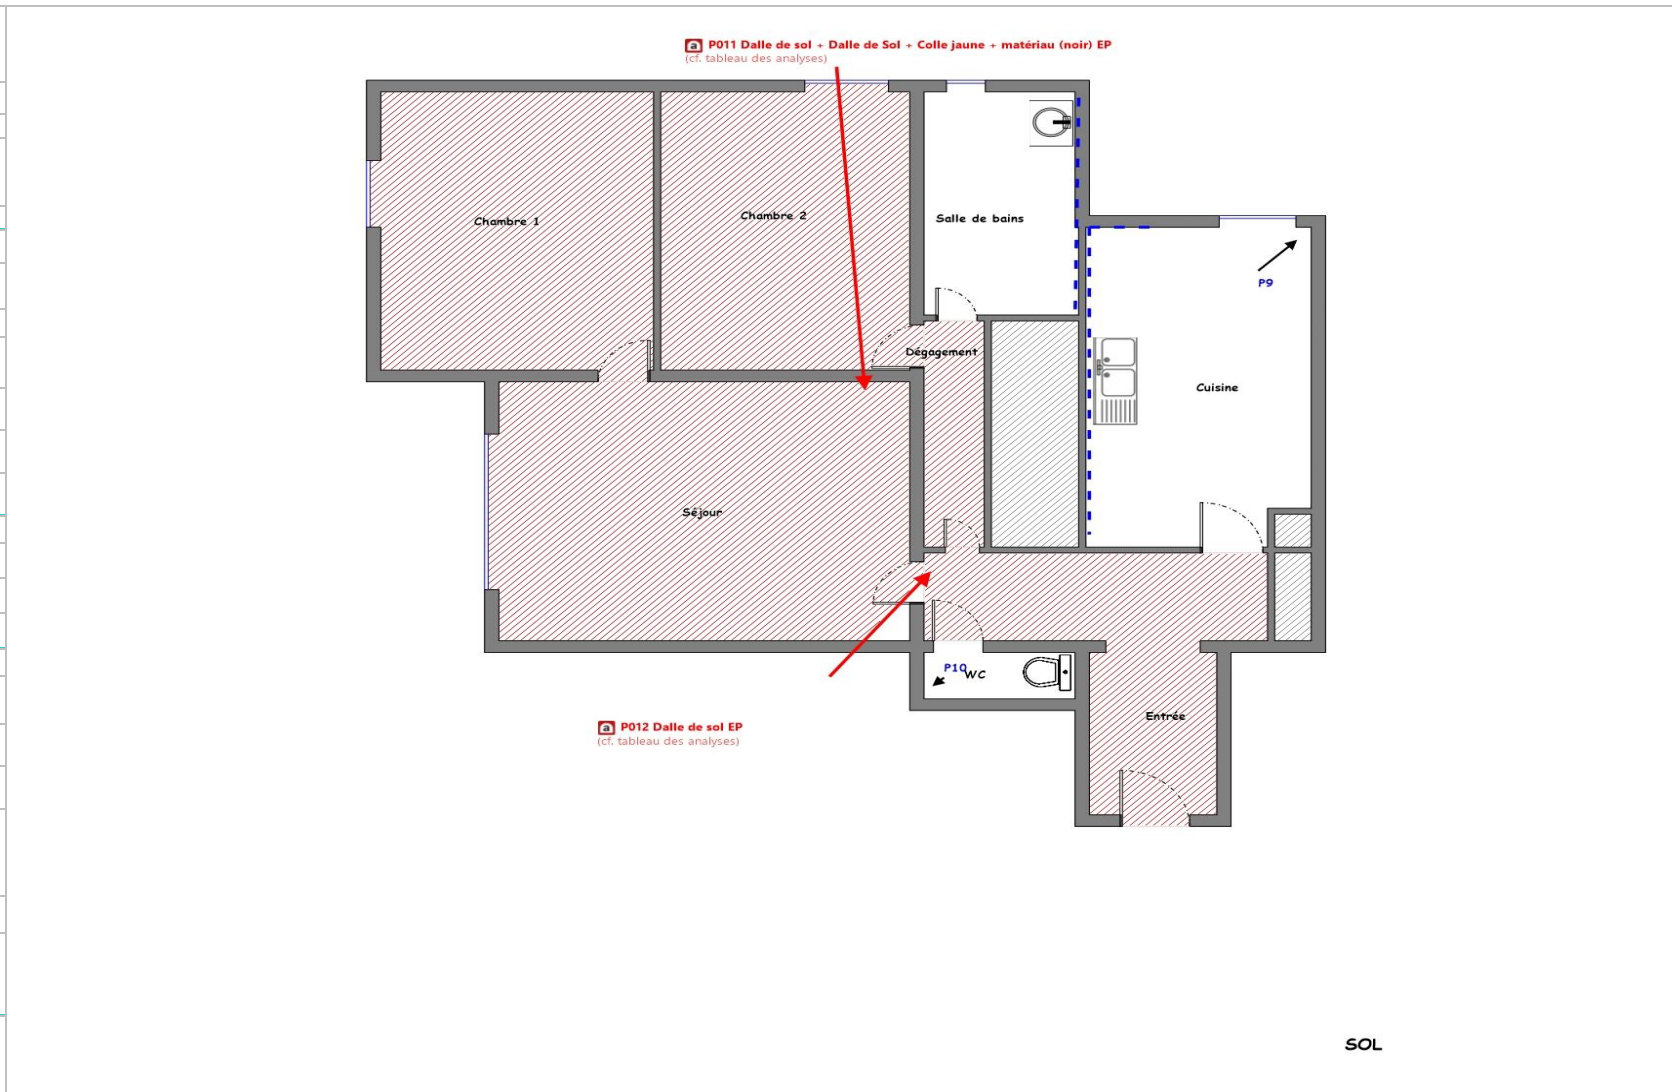 a P011 Dalle de sol + Dalle de Sol + Colle jaune + matériau (noir) EP
(cf. tableau des analyses)
Chambre 1
Chambre 2
Salle de bains
P9
Dégagement
Cuisine
Séjour
P10
WC
Entrée
a P012 Dalle de sol EP
(cf. tableau des analyses)
SOL